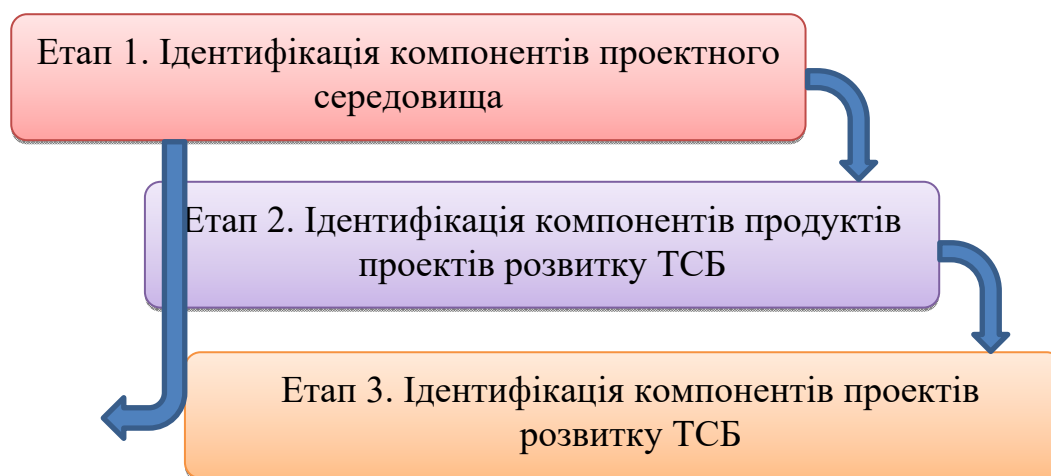 Етап 1. Ідентифікація компонентів проектного
середовища
Етап 2. Ідентифікація компонентів продуктів
проектів розвитку ТСБ
Етап 3. Ідентифікація компонентів проектів
розвитку ТСБ